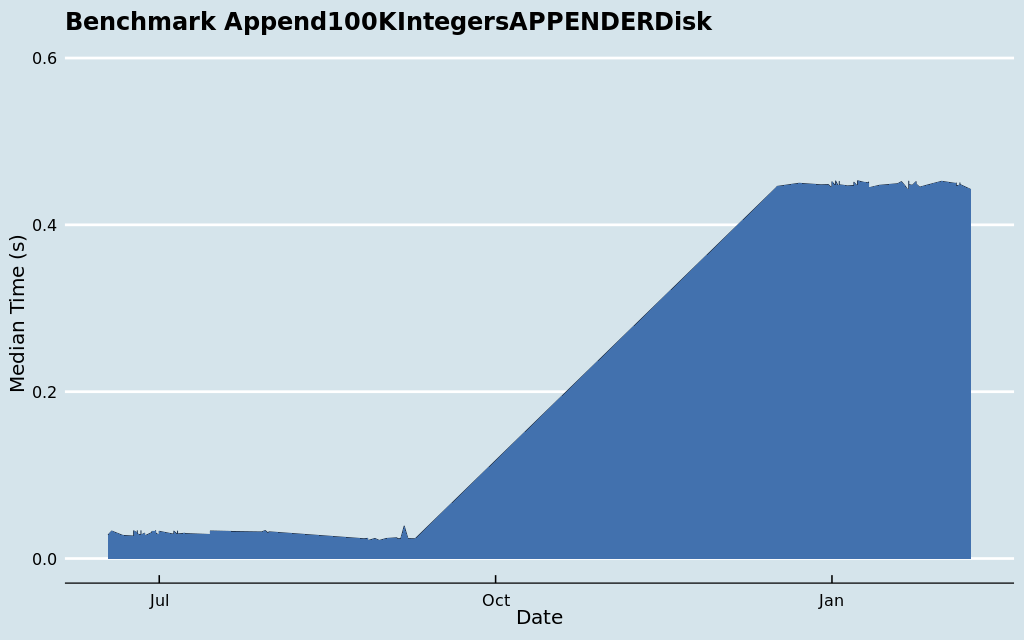 Benchmark Append100KIntegersAPPENDERDisk
0.6
0.4
0.2
0.0
Median Time (s)
Jul
Oct
Jan
Date